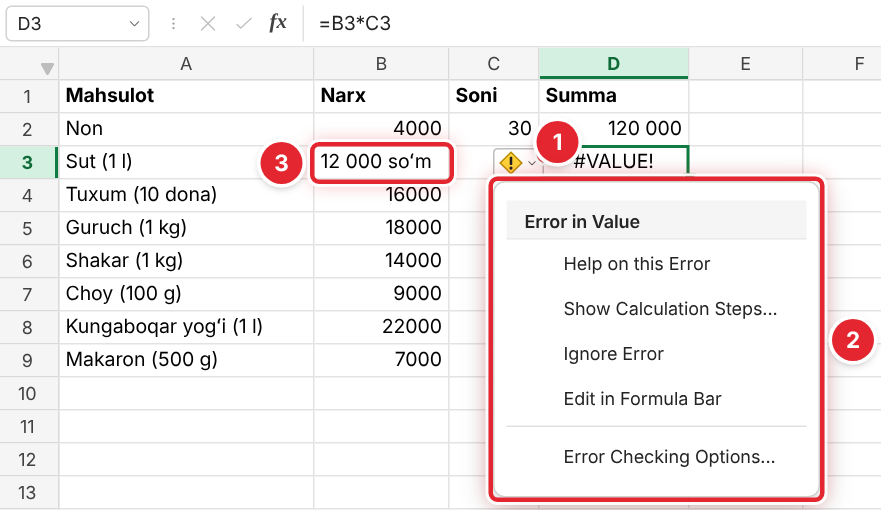 D3 fx =B3*C3
A B C D E F
1 Mahsulot Narx Soni Summa
2 Non 4000 30 120 000
1
3 Sut (1 l) 3 12 000 soʻm #VALUE!
4 Tuxum (10 dona) 16000
5 Guruch (1 kg) 18000
6 Shakar (1 kg) 14000
7 Choy (100 g) 9000
8 Kungaboqar yogʻi (1 l) 22000
9 Makaron (500 g) 7000
10
11
12
13
Error in Value
Help on this Error
Show Calculation Steps...
2
Ignore Error
Edit in Formula Bar
Error Checking Options...